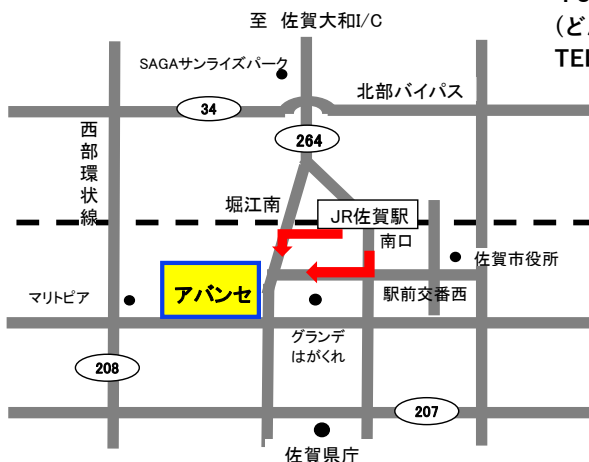 至 佐賀大和I/C
(ど
TEL
SAGAサンライズパーク
北部バイパス
34
264
西部環状線
堀江南
JR佐賀駅
南口
佐賀市役所
アバンセ
マリトピア
駅前交番西
グランデ
はがくれ
208
207
佐賀県庁